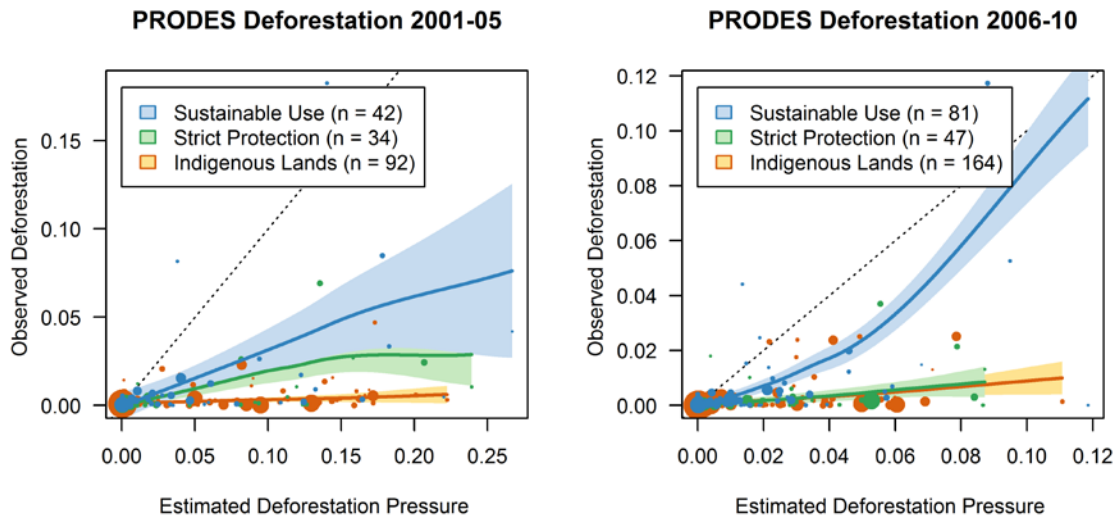 PRODES Deforestation 2001-05
Sustainable Use (n = 42)
Strict Protection (n = 34)
Indigenous Lands (n = 92)
Observed Deforestation
0.15
0.10
0.05
0.00
0.00 0.05 0.10 0.15 0.20 0.25
Estimated Deforestation Pressure
PRODES Deforestation 2006-10
Sustainable Use (n = 81)
Strict Protection (n = 47)
Indigenous Lands (n = 164)
Observed Deforestation
0.12
0.10
0.08
0.06
0.04
0.02
0.00
0.00 0.02 0.04 0.06 0.08 0.10 0.12
Estimated Deforestation Pressure